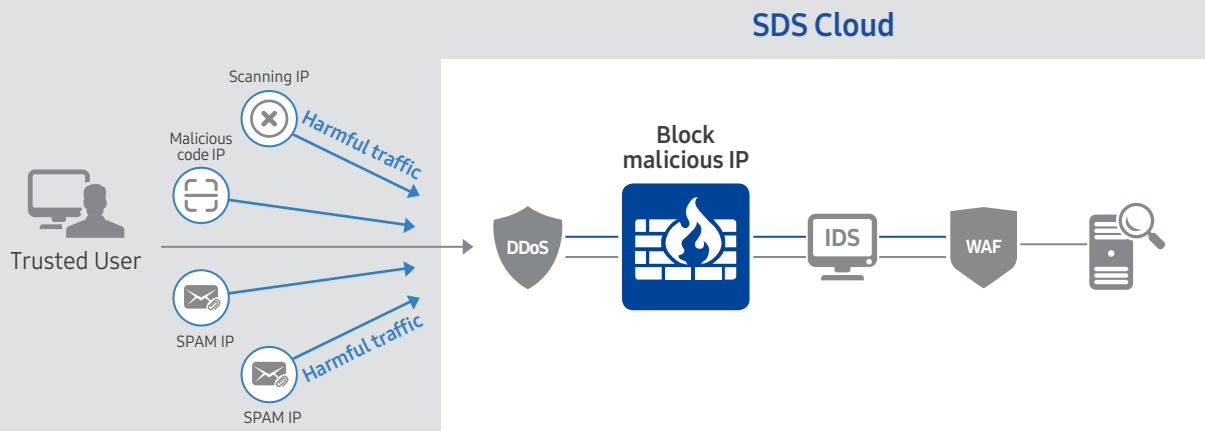 SDS Cloud
Scanning IP
Harmful traffic
Malicious
code IP
Block
malicious IP
Trusted User
DDoS
IDS
WAF
SPAM IP
Harmful traffic
SPAM IP